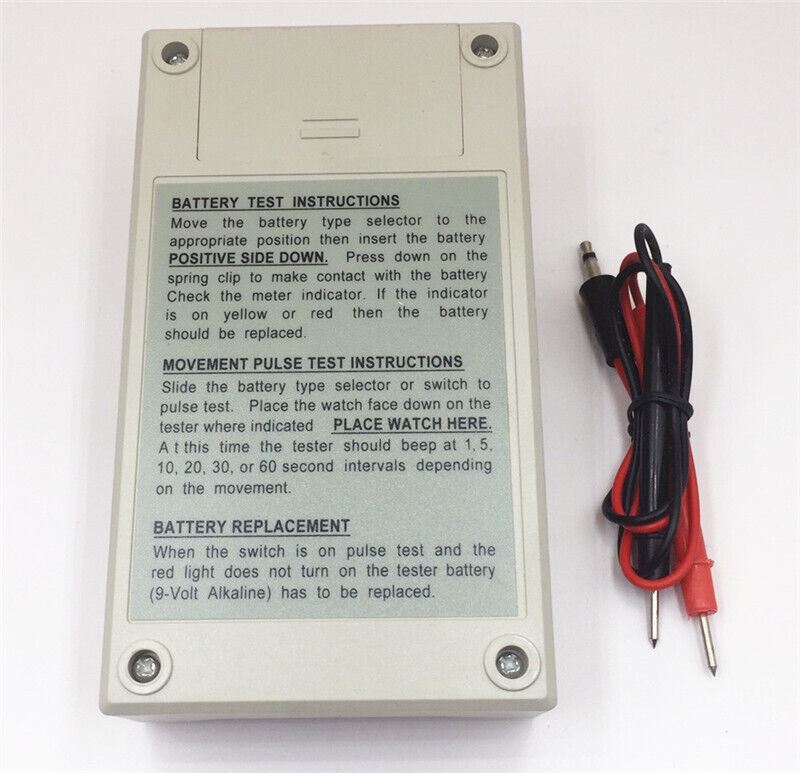 BATTERY TEST INSTRUCTIONS
Move the battery type selector to the
appropriate position then insert the battery
POSITIVE SIDE DOWN. Press down on the
spring clip to make contact with the battery
Check the meter indicator. If the indicator
is on yellow or red then the battery
should be replaced.
MOVEMENT PULSE TEST INSTRUCTIONS
Slide the battery type selector or switch to
pulse test. Place the watch face down on the
tester where indicated PLACE WATCH HERE.
A t this time the tester should beep at 1, 5,
10, 20, 30, or 60 second intervals depending
on the movement.
BATTERY REPLACEMENT
When the switch is on pulse test and the
red light does not turn on the tester battery
(9-Volt Alkaline) has to be replaced.